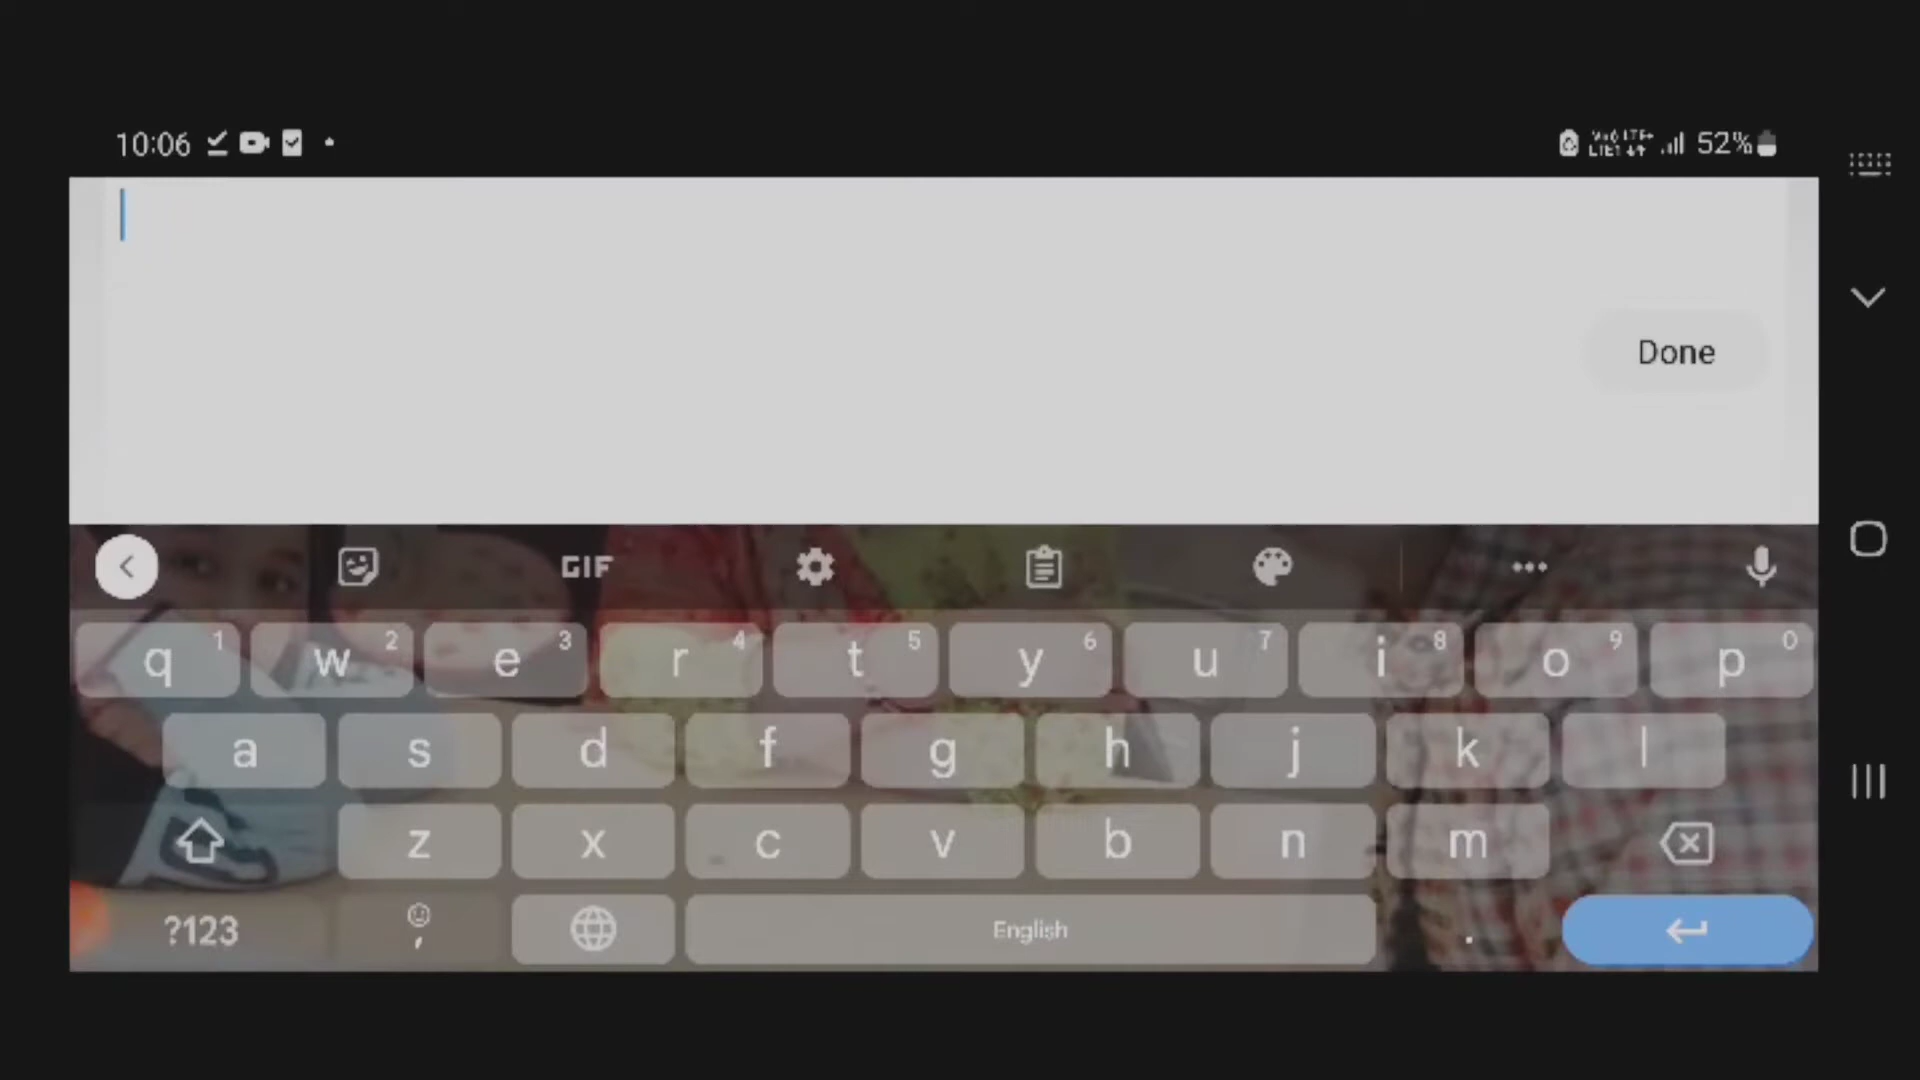 10:06
52%
Done
GIF
q 1 w 2 e 3 r 4 t 5 y 6 u 7 i 8 o 9 p 0
a s d f g h j k l
z x c v b n m
?123 , English .